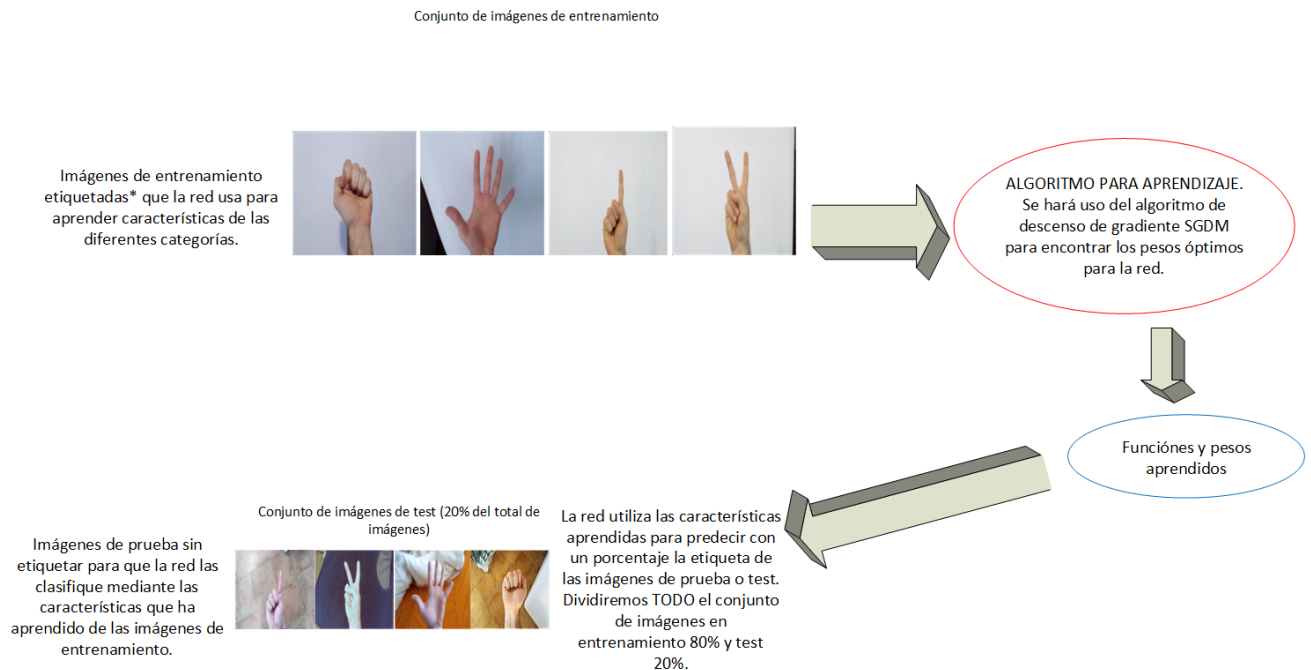 Conjunto de imágenes de entrenamiento
Imágenes de entrenamiento
etiquetadas* que la red usa para
aprender características de las
diferentes categorías.
ALGORITMO PARA APRENDIZAJE.
Se hará uso del algoritmo de
descenso de gradiente SGDM
para encontrar los pesos óptimos
para la red.
Funciónes y pesos
aprendidos
La red utiliza las características
aprendidas para predecir con
un porcentaje la etiqueta de
las imágenes de prueba o test.
Dividiremos TODO el conjunto
de imágenes en
entrenamiento 80% y test
20%.
Conjunto de imágenes de test (20% del total de
imágenes)
Imágenes de prueba sin
etiquetar para que la red las
clasifique mediante las
características que ha
aprendido de las imágenes de
entrenamiento.